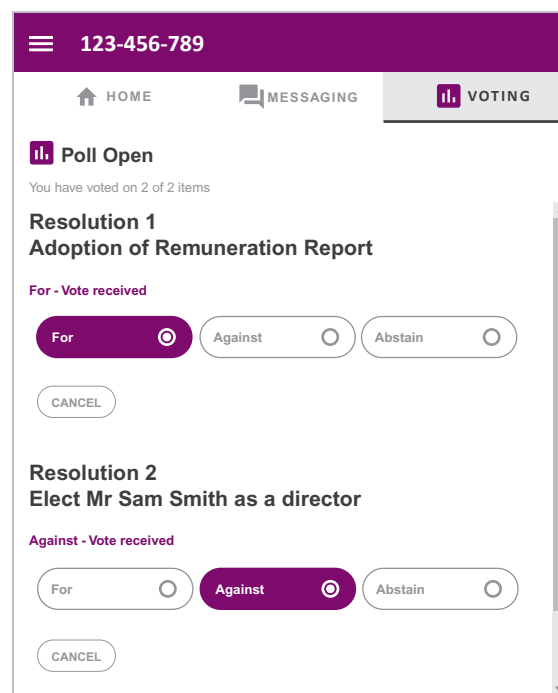 123-456-789
HOME MESSAGING VOTING
Poll Open
You have voted on 2 of 2 items
Resolution 1
Adoption of Remuneration Report
For - Vote received
For Against Abstain
CANCEL
Resolution 2
Elect Mr Sam Smith as a director
Against - Vote received
For Against Abstain
CANCEL